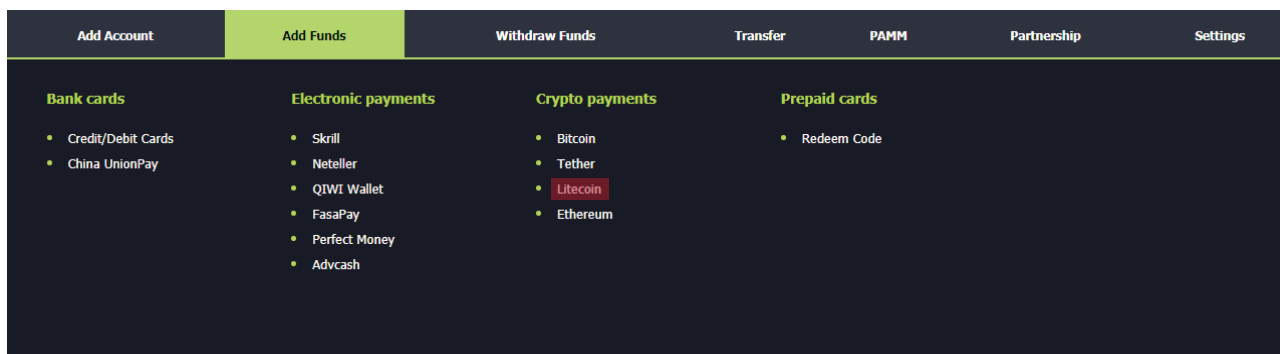 Add Account Add Funds Withdraw Funds Transfer PAMM Partnership Settings
Bank cards
Credit/Debit Cards
China UnionPay
Electronic payments
Skrill
Neteller
QIWI Wallet
FasaPay
Perfect Money
Advcash
Crypto payments
Bitcoin
Tether
Litecoin
Ethereum
Prepaid cards
Redeem Code